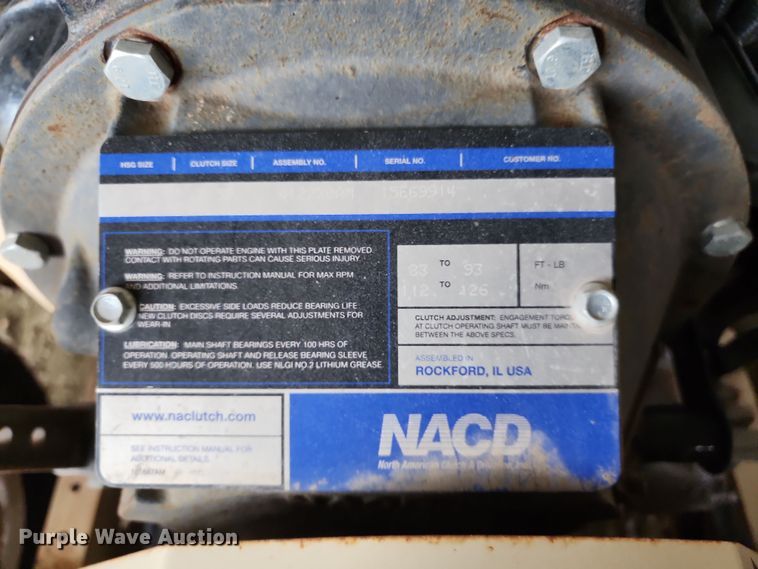 HSG SIZE CLUTCH SIZE ASSEMBLY NO. SERIAL NO. CUSTOMER NO.
15E69914
WARNING: DO NOT OPERATE ENGINE WITH THIS PLATE REMOVED
CONTACT WITH ROTATING PARTS CAN CAUSE SERIOUS INJURY
WARNING: REFER TO INSTRUCTION MANUAL FOR MAX RPM
AND ADDITIONAL LIMITATIONS.
CAUTION: EXCESSIVE SIDE LOADS REDUCE BEARING LIFE
NEW CLUTCH DISCS REQUIRE SEVERAL ADJUSTMENTS FOR
WEAR-IN
LUBRICATION: MAIN SHAFT BEARINGS EVERY 100 HRS OF
OPERATION. OPERATING SHAFT AND RELEASE BEARING SLEEVE
EVERY 500 HOURS OF OPERATION. USE NLGI NO.2 LITHIUM GREASE.
83 TO 93 FT - LB
112 TO 126 Nm
CLUTCH ADJUSTMENT: ENGAGEMENT
AT CLUTCH OPERATING SHAFT MUST BE
BETWEEN THE ABOVE SPECS.
ASSEMBLED IN
ROCKFORD, IL USA
www.naclutch.com
SEE INSTRUCTION MANUAL FOR
ADDITIONAL DETAILS
NACD
North American Clutch &
Purple Wave Auction